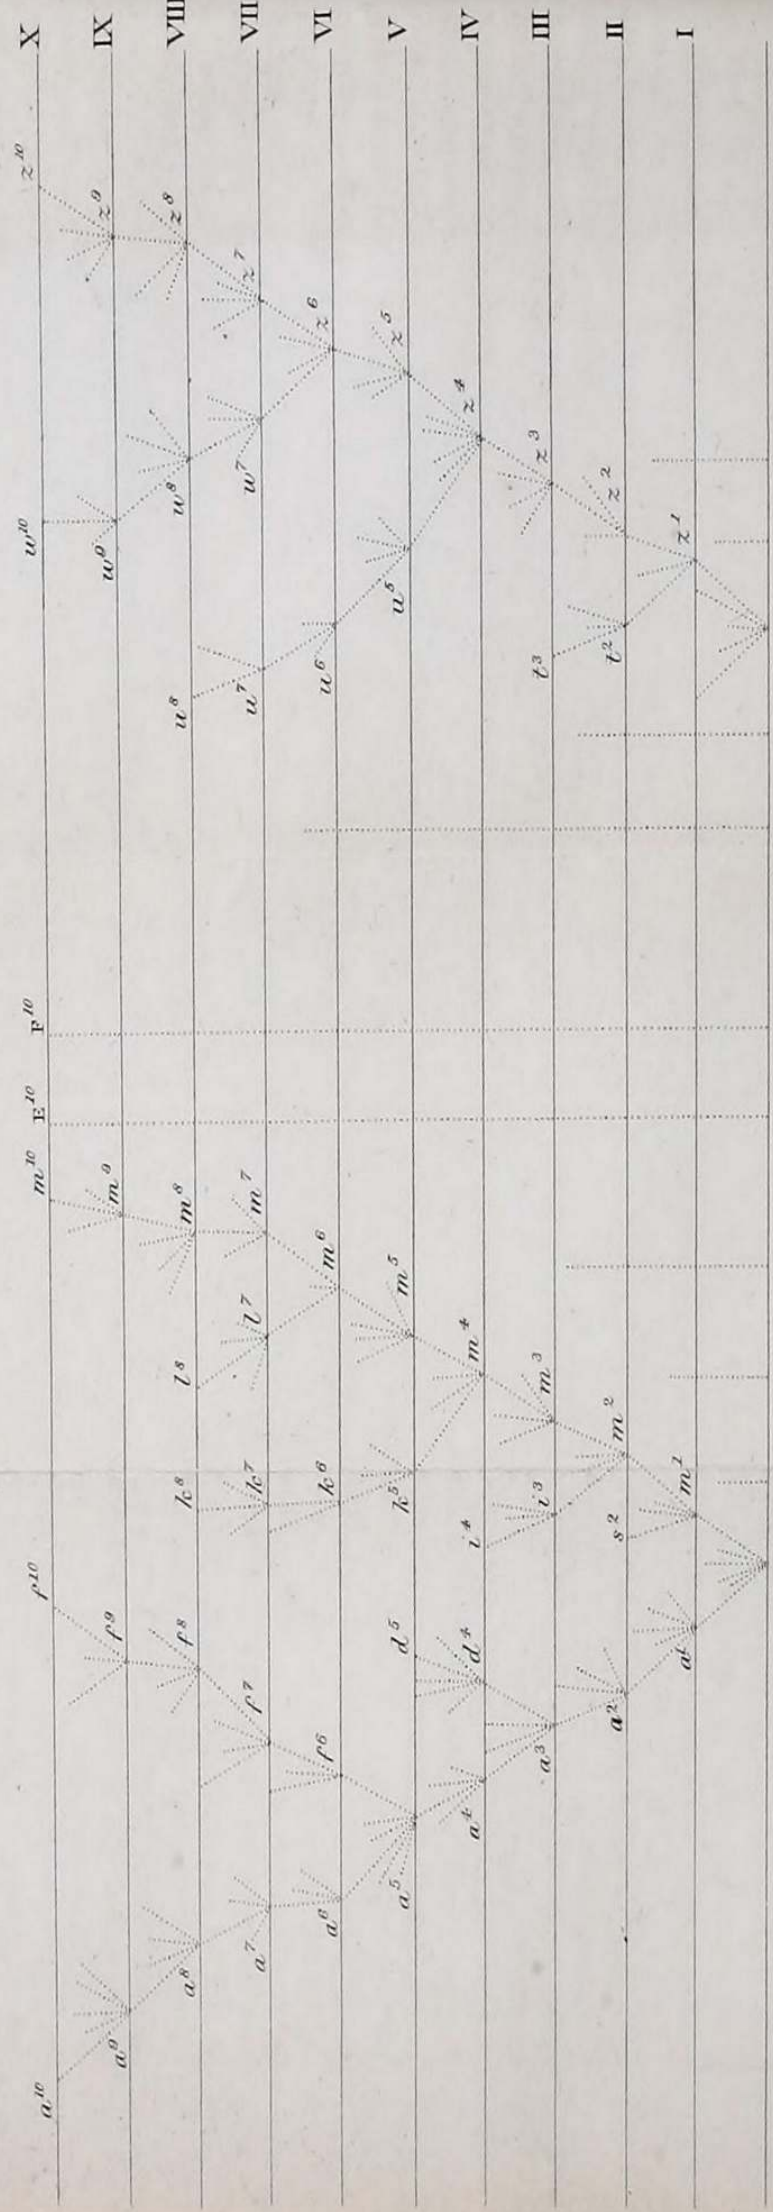 a¹⁰ f¹⁰ m¹⁰ E¹⁰ F¹⁰ w¹⁰ z¹⁰ X
a⁹ f⁹ m⁹ w⁹ z⁹ IX
a⁸ f⁸ k⁸ l⁸ m⁸ u⁸ w⁸ z⁸ VIII
a⁷ f⁷ k⁷ l⁷ m⁷ u⁷ w⁷ z⁷ VII
a⁶ f⁶ k⁶ m⁶ u⁶ z⁶ VI
a⁵ d⁵ k⁵ m⁵ u⁵ z⁵ V
a⁴ d⁴ i⁴ m⁴ z⁴ IV
a³ i³ m³ t³ z³ III
a² s² m² t² z² II
a¹ m¹ z¹ I